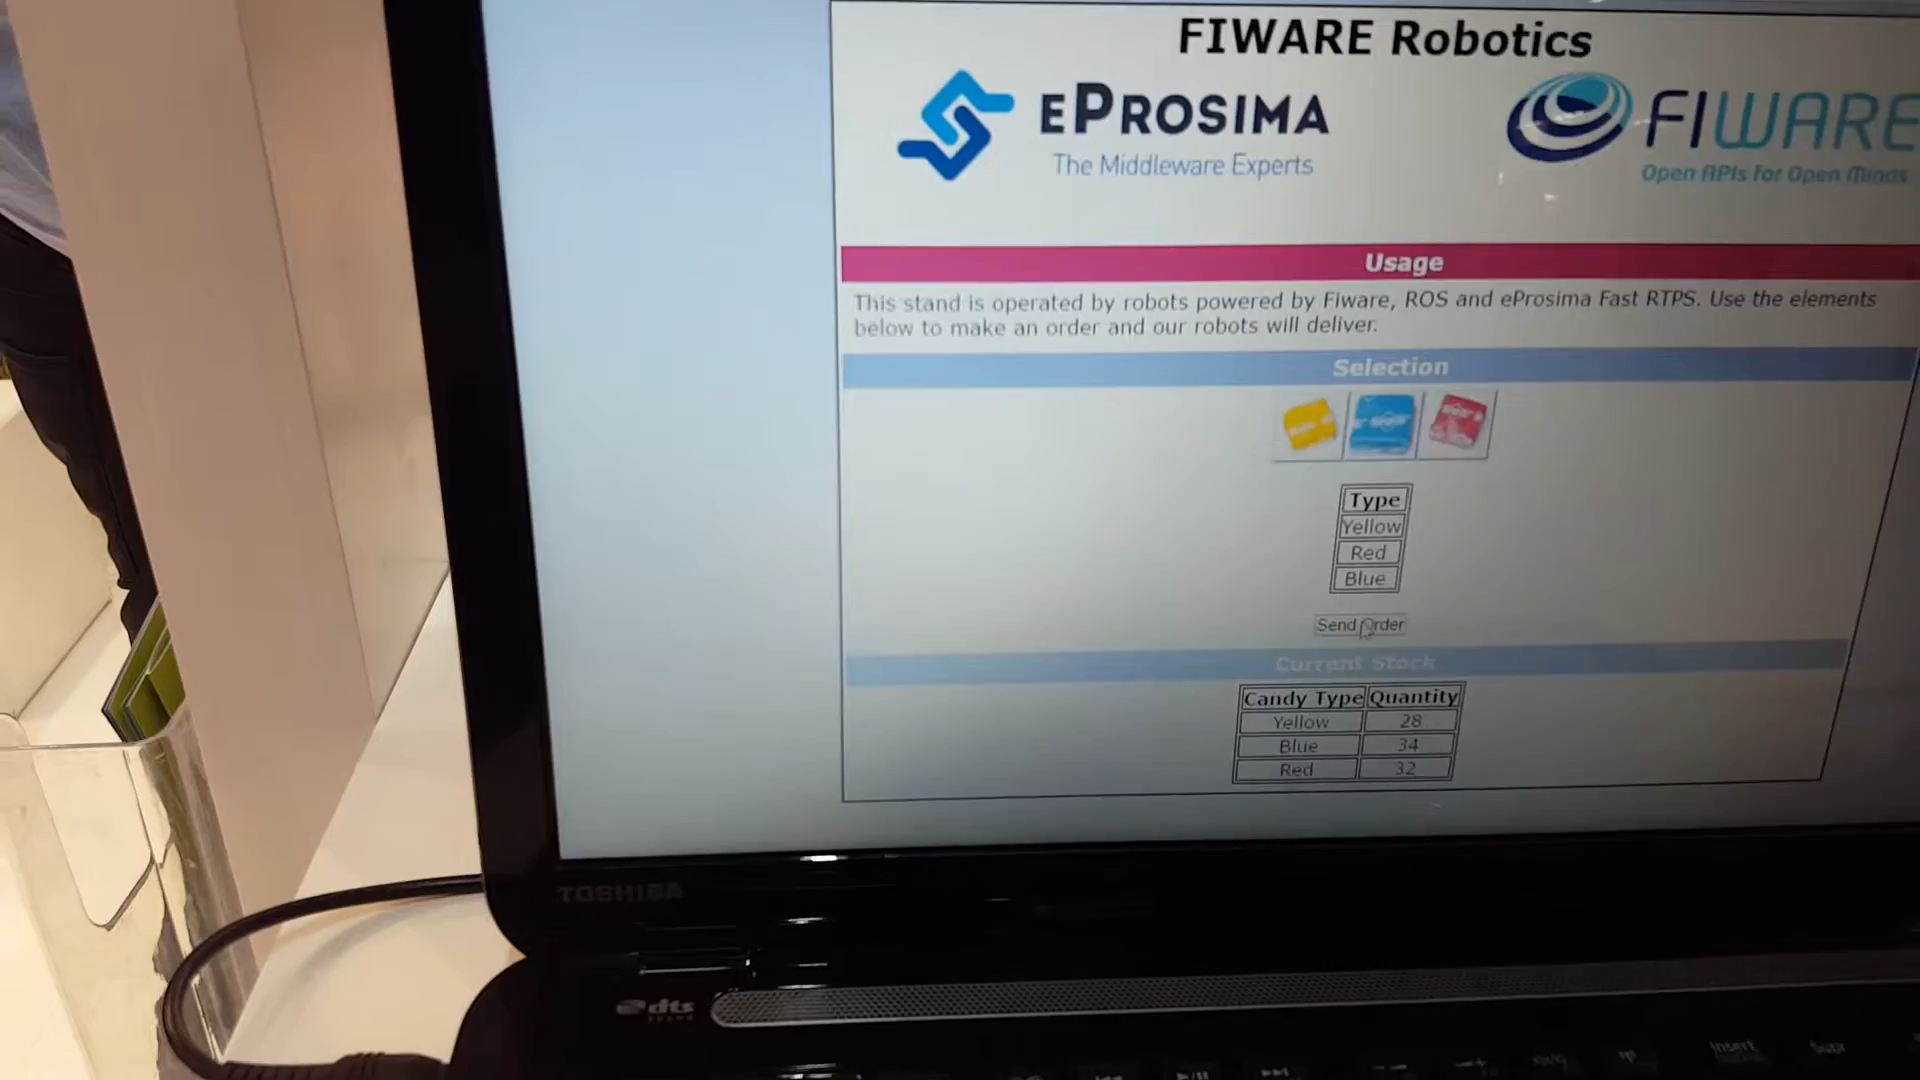 FIWARE Robotics
ePROSIMA
The Middleware Experts
FIWARE
Open APIs for Open Minds
Usage
This stand is operated by robots powered by Fiware, ROS and eProsima Fast RTPS. Use the elements
below to make an order and our robots will deliver.
Selection
Type
Yellow
Red
Blue
Send Order
Current Stock
Candy Type Quantity
Yellow 28
Blue 34
Red 32
TOSHIBA
dts
Insert
Supr